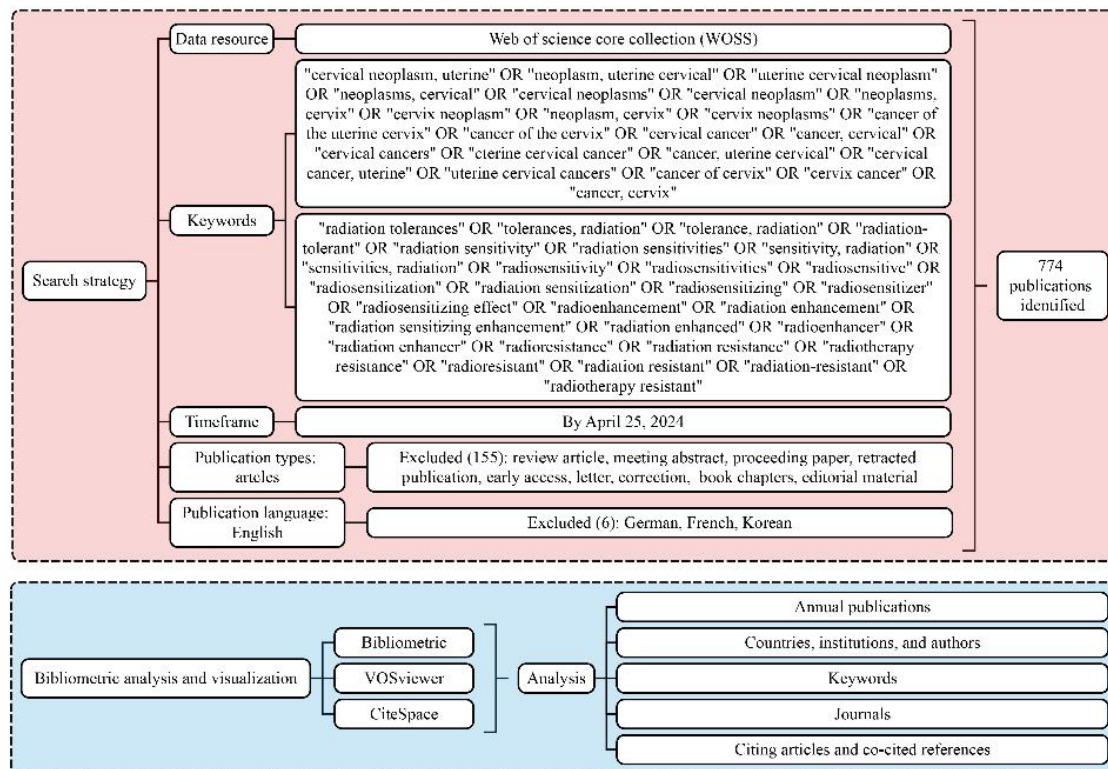 Data resource
Web of science core collection (WOSS)
"cervical neoplasm, uterine" OR "neoplasm, uterine cervical" OR "uterine cervical neoplasm"
OR "neoplasms, cervical" OR "cervical neoplasms" OR "cervical neoplasm" OR "neoplasms,
cervix" OR "cervix neoplasm" OR "neoplasm, cervix" OR "cervix neoplasms" OR "cancer of
the uterine cervix" OR "cancer of the cervix" OR "cervical cancer" OR "cancer, cervical" OR
"cervical cancers" OR "cterine cervical cancer" OR "cancer, uterine cervical" OR "cervical
cancer, uterine" OR "uterine cervical cancers" OR "cancer of cervix" OR "cervix cancer" OR
"cancer, cervix"
Keywords
"radiation tolerances" OR "tolerances, radiation" OR "tolerance, radiation" OR "radiation-
tolerant" OR "radiation sensitivity" OR "radiation sensitivities" OR "sensitivity, radiation" OR
"sensitivities, radiation" OR "radiosensitivity" OR "radiosensitivities" OR "radiosensitive" OR
"radiosensitization" OR "radiation sensitization" OR "radiosensitizing" OR "radiosensitizer"
OR "radiosensitizing effect" OR "radioenhancement" OR "radiation enhancement" OR
"radiation sensitizing enhancement" OR "radiation enhanced" OR "radioenhancer" OR
"radiation enhancer" OR "radioresistance" OR "radiation resistance" OR "radiotherapy
resistance" OR "radioresistant" OR "radiation resistant" OR "radiation-resistant" OR
"radiotherapy resistant"
Search strategy
774
publications
identified
Timeframe
By April 25, 2024
Publication types:
artcles
Excluded (155): review article, meeting abstract, proceeding paper, retracted
publication, early access, letter, correction, book chapters, editorial material
Publication language:
English
Excluded (6): German, French, Korean
Bibliometric analysis and visualization
Bibliometric
VOSviewer
CiteSpace
Analysis
Annual publications
Countries, institutions, and authors
Keywords
Journals
Citing articles and co-cited references